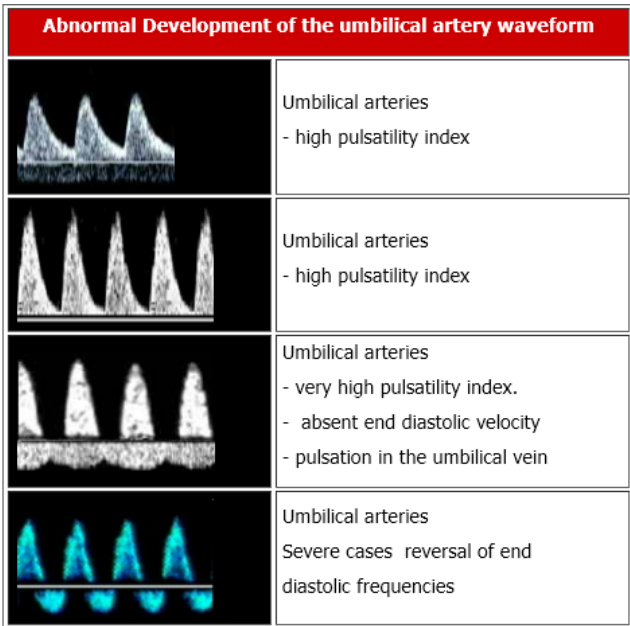 Abnormal Development of the umbilical artery waveform
Umbilical arteries
- high pulsatility index
Umbilical arteries
- high pulsatility index
Umbilical arteries
- very high pulsatility index.
- absent end diastolic velocity
- pulsation in the umbilical vein
Umbilical arteries
Severe cases reversal of end
diastolic frequencies